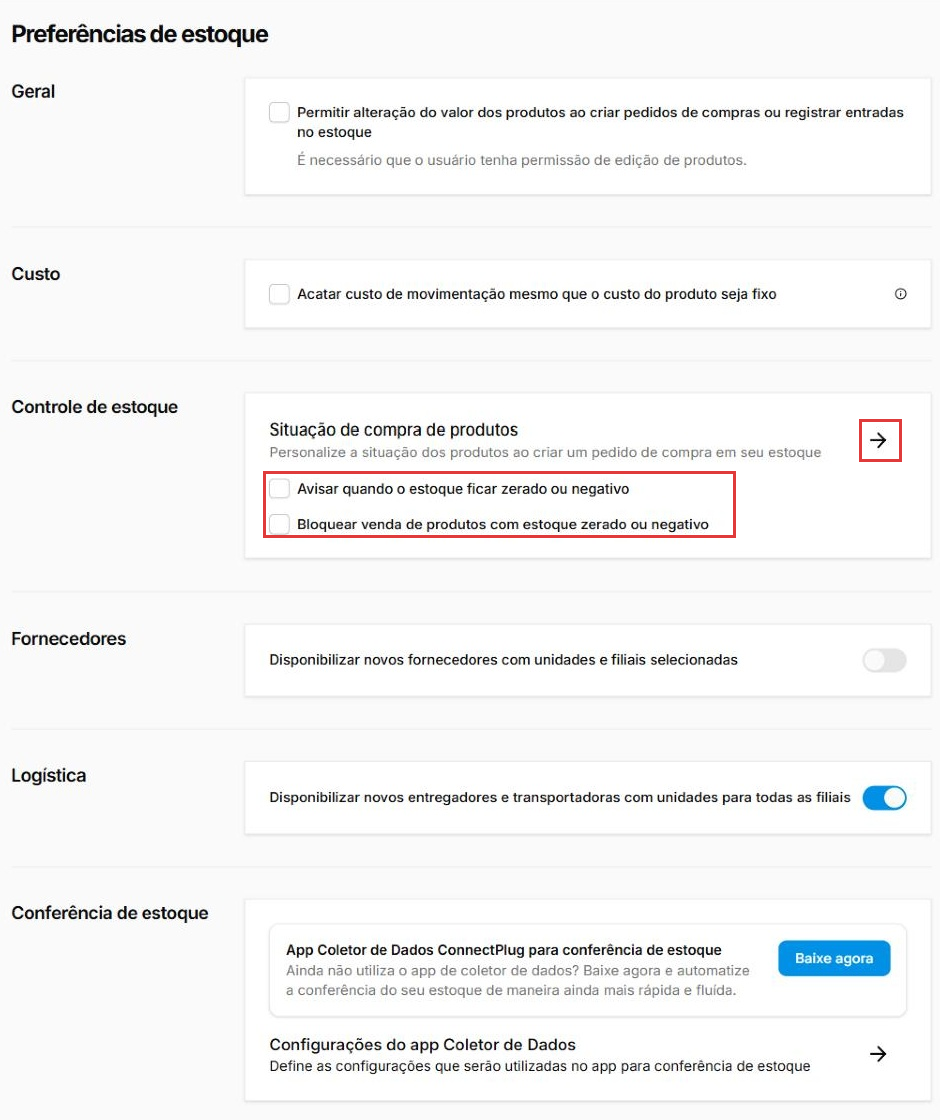 Preferências de estoque
Geral
Permitir alteração do valor dos produtos ao criar pedidos de compras ou registrar entradas
no estoque
É necessário que o usuário tenha permissão de edição de produtos.
Custo
Acatar custo de movimentação mesmo que o custo do produto seja fixo
Controle de estoque
Situação de compra de produtos
Personalize a situação dos produtos ao criar um pedido de compra em seu estoque
Avisar quando o estoque ficar zerado ou negativo
Bloquear venda de produtos com estoque zerado ou negativo
Fornecedores
Disponibilizar novos fornecedores com unidades e filiais selecionadas
Logística
Disponibilizar novos entregadores e transportadoras com unidades para todas as filiais
Conferência de estoque
App Coletor de Dados ConnectPlug para conferência de estoque
Ainda não utiliza o app de coletor de dados? Baixe agora e automatize
a conferência do seu estoque de maneira ainda mais rápida e fluída.
Baixe agora
Configurações do app Coletor de Dados
Define as configurações que serão utilizadas no app para conferência de estoque